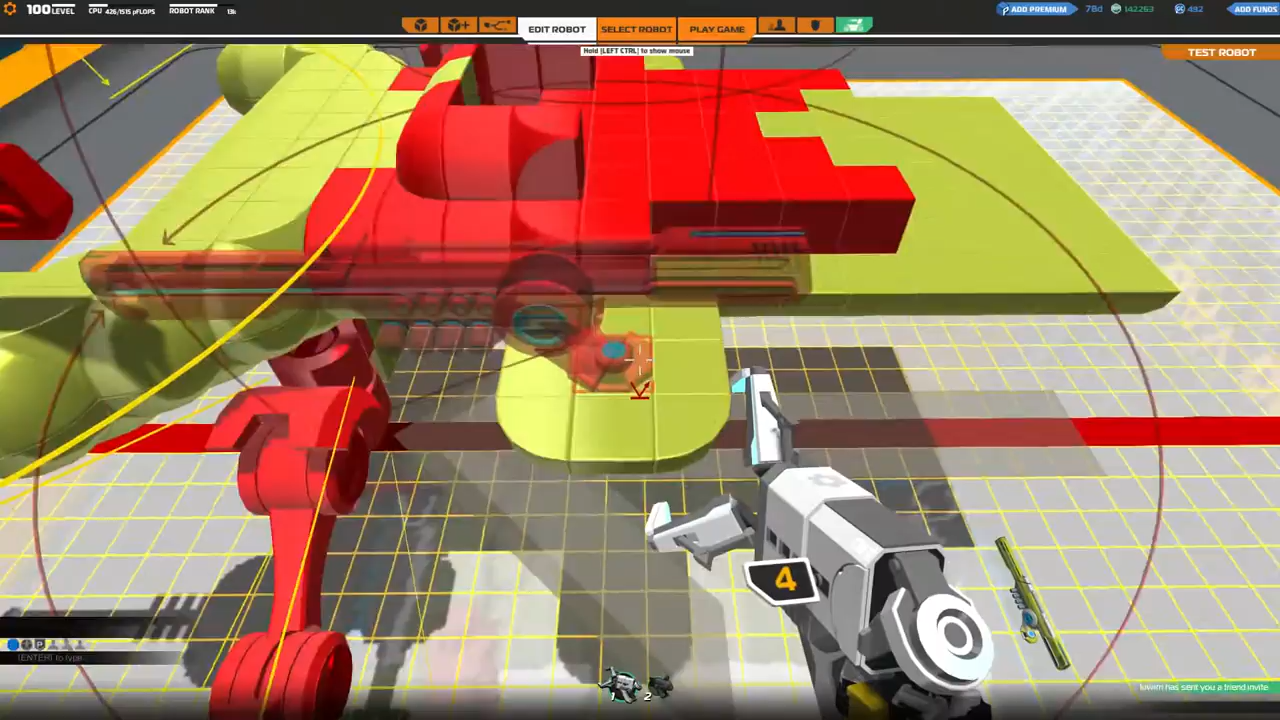 100 LEVEL
CPU 426/1515 pFLOPS
ROBOT RANK 13k
EDIT ROBOT
SELECT ROBOT
PLAY GAME
P ADD PREMIUM
78d
142263
492
ADD FUNDS
Hold [LEFT CTRL] to show mouse
TEST ROBOT
4
P
[ENTER] to type
1
2
has sent you a friend invite